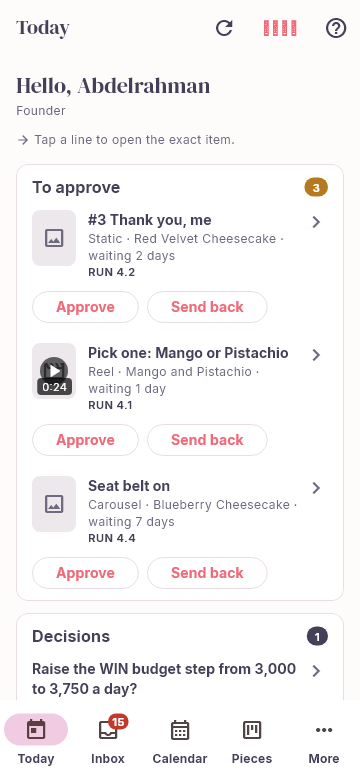 Today
Hello, Abdelrahman
Founder
→ Tap a line to open the exact item.
To approve
3
#3 Thank you, me
Static · Red Velvet Cheesecake ·
waiting 2 days
RUN 4.2
Approve
Send back
Pick one: Mango or Pistachio
Reel · Mango and Pistachio ·
waiting 1 day
0:24
RUN 4.1
Approve
Send back
Seat belt on
Carousel · Blueberry Cheesecake ·
waiting 7 days
RUN 4.4
Approve
Send back
Decisions
1
Raise the WIN budget step from 3,000
to 3,750 a day?
15
Today
Inbox
Calendar
Pieces
More